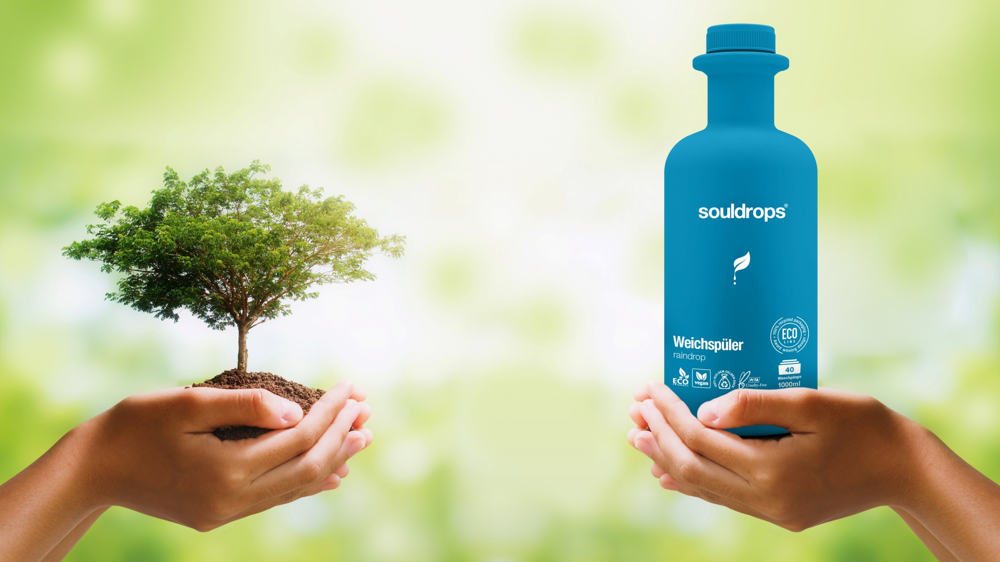 souldrops®
Weichspüler
raindrop
100% recycled packaging • Award winning design •
ECO
LINE
40
Waschgänge
1000ml
ECO
FRIENDLY
vegan
100% AUS DEM GELBEN SACK
PETA
Cruelty-Free